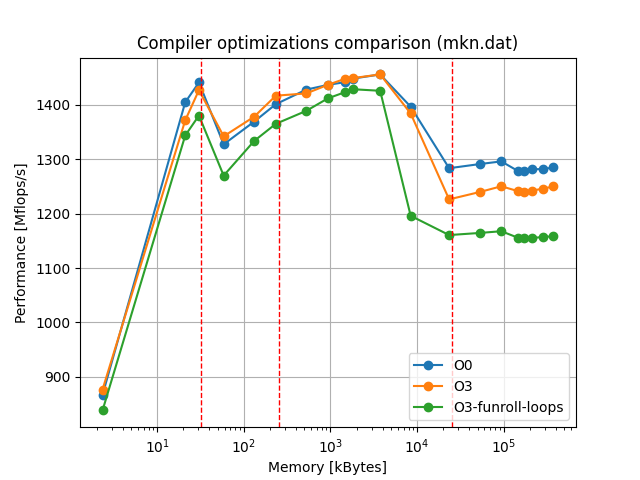 Compiler optimizations comparison (mkn.dat)
Performance [Mflops/s]
1400
1300
1200
1100
1000
900
10¹ 10² 10³ 10⁴ 10⁵
Memory [kBytes]
O0
O3
O3-funroll-loops